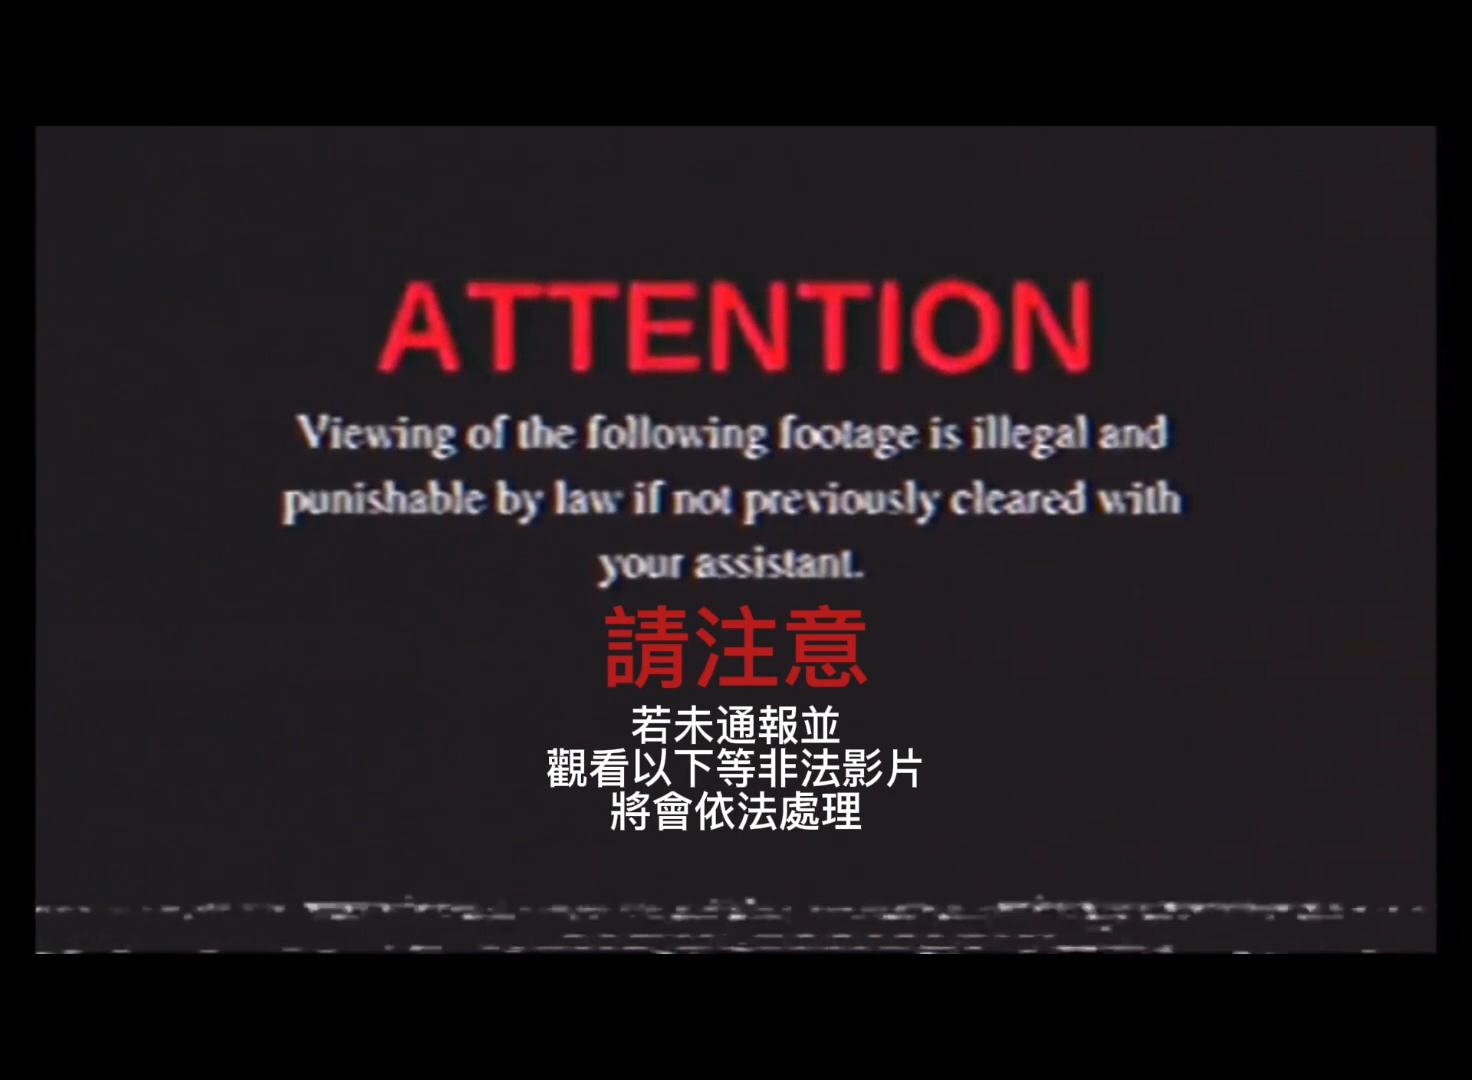 ATTENTION
Viewing of the following footage is illegal and
punishable by law if not previously cleared with
your assistant.
請注意
若未通報並
觀看以下等非法影片
將會依法處理